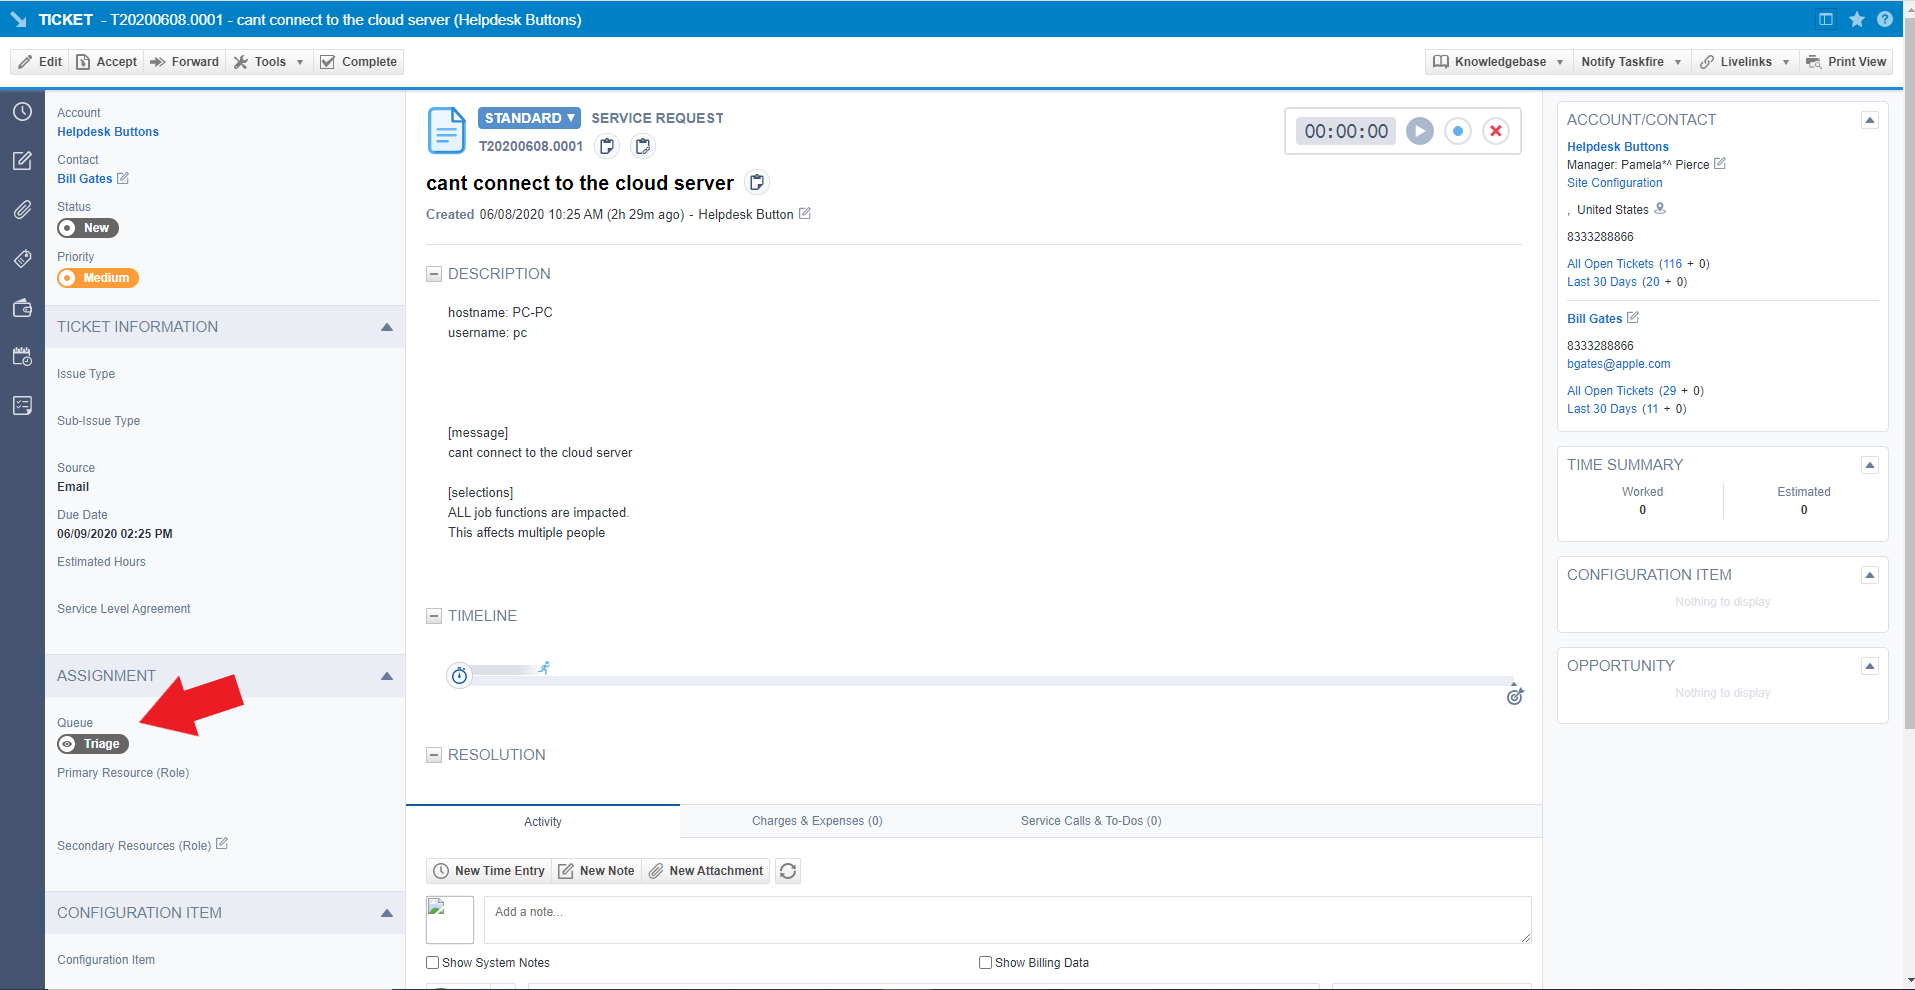 TICKET - T20200608.0001 - cant connect to the cloud server (Helpdesk Buttons)
Edit Accept Forward Tools Complete
Knowledgebase Notify Taskfire Livelinks Print View
Account
Helpdesk Buttons
Contact
Bill Gates
Status
New
Priority
Medium
TICKET INFORMATION
Issue Type
Sub-Issue Type
Source
Email
Due Date
06/09/2020 02:25 PM
Estimated Hours
Service Level Agreement
ASSIGNMENT
Queue
Triage
Primary Resource (Role)
Secondary Resources (Role)
CONFIGURATION ITEM
Configuration Item
STANDARD SERVICE REQUEST
T20200608.0001
00:00:00
cant connect to the cloud server
Created 06/08/2020 10:25 AM (2h 29m ago) - Helpdesk Button
DESCRIPTION
hostname: PC-PC
username: pc
[message]
cant connect to the cloud server
[selections]
ALL job functions are impacted.
This affects multiple people
TIMELINE
RESOLUTION
Activity Charges & Expenses (0) Service Calls & To-Dos (0)
New Time Entry New Note New Attachment
Add a note...
Show System Notes Show Billing Data
ACCOUNT/CONTACT
Helpdesk Buttons
Manager: Pamela*^ Pierce
Site Configuration
, United States
8333288866
All Open Tickets (116 + 0)
Last 30 Days (20 + 0)
Bill Gates
8333288866
bgates@apple.com
All Open Tickets (29 + 0)
Last 30 Days (11 + 0)
TIME SUMMARY
Worked Estimated
0 0
CONFIGURATION ITEM
Nothing to display
OPPORTUNITY
Nothing to display